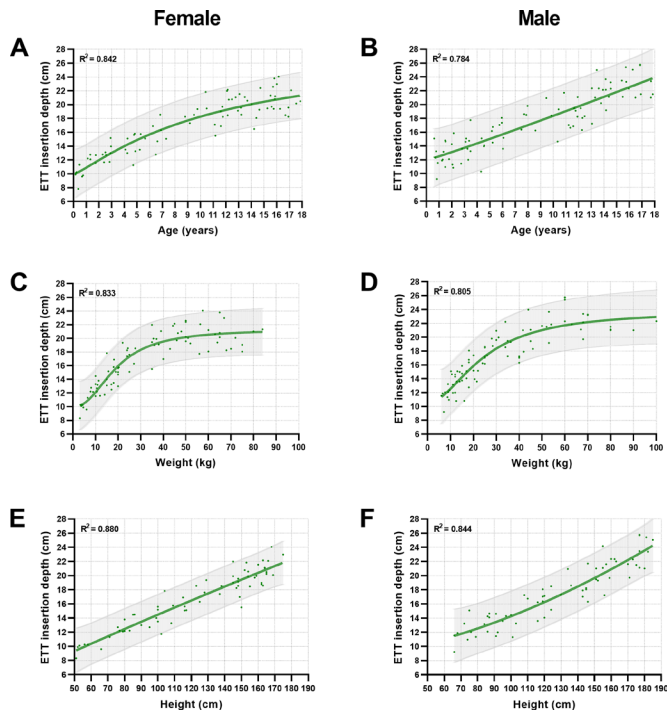 Female
Male
A
R² = 0.842
ETT insertion depth (cm)
28
26
24
22
20
18
16
14
12
10
8
6
0 1 2 3 4 5 6 7 8 9 10 11 12 13 14 15 16 17 18
Age (years)
B
R² = 0.784
ETT insertion depth (cm)
28
26
24
22
20
18
16
14
12
10
8
6
0 1 2 3 4 5 6 7 8 9 10 11 12 13 14 15 16 17 18
Age (years)
C
R² = 0.833
ETT insertion depth (cm)
28
26
24
22
20
18
16
14
12
10
8
6
0 10 20 30 40 50 60 70 80 90 100
Weight (kg)
D
R² = 0.805
ETT insertion depth (cm)
28
26
24
22
20
18
16
14
12
10
8
6
0 10 20 30 40 50 60 70 80 90 100
Weight (kg)
E
R² = 0.880
ETT insertion depth (cm)
28
26
24
22
20
18
16
14
12
10
8
6
50 60 70 80 90 100 110 120 130 140 150 160 170 180 190
Height (cm)
F
R² = 0.844
ETT insertion depth (cm)
28
26
24
22
20
18
16
14
12
10
8
6
50 60 70 80 90 100 110 120 130 140 150 160 170 180 190
Height (cm)